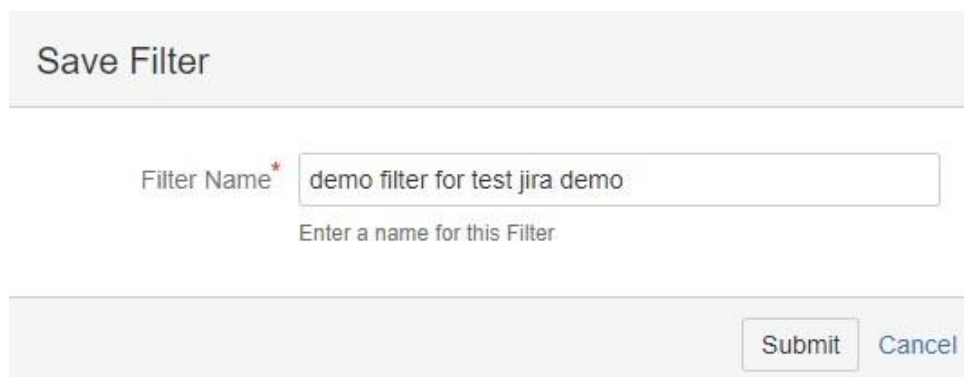 Save Filter
Filter Name* demo filter for test jira demo
Enter a name for this Filter
Submit Cancel